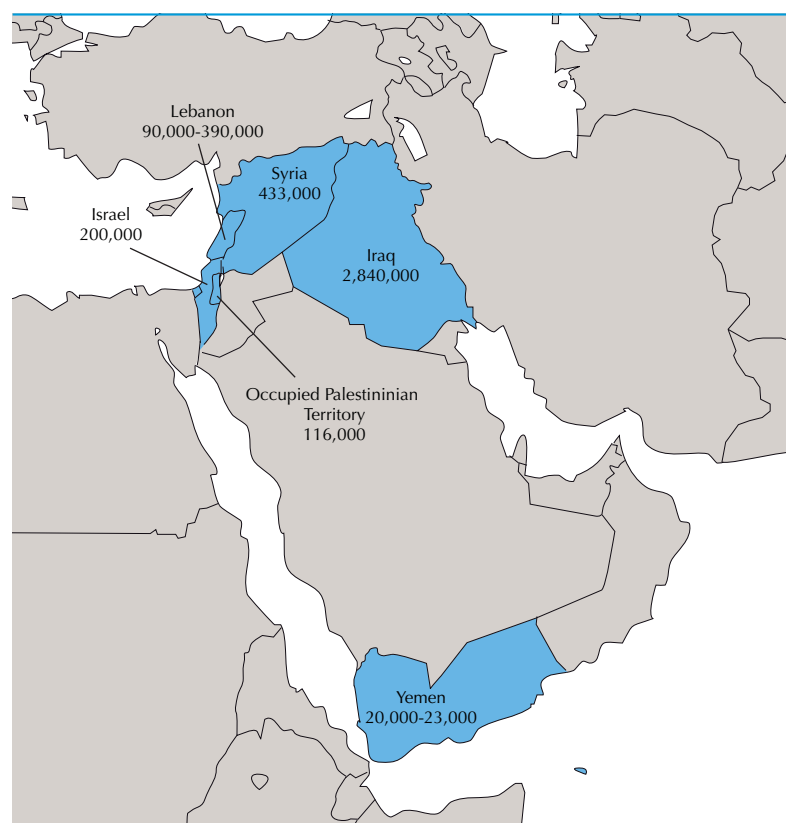 Lebanon
90,000-390,000
Syria
433,000
Israel
200,000
Iraq
2,840,000
Occupied Palestininian
Territory
116,000
Yemen
20,000-23,000